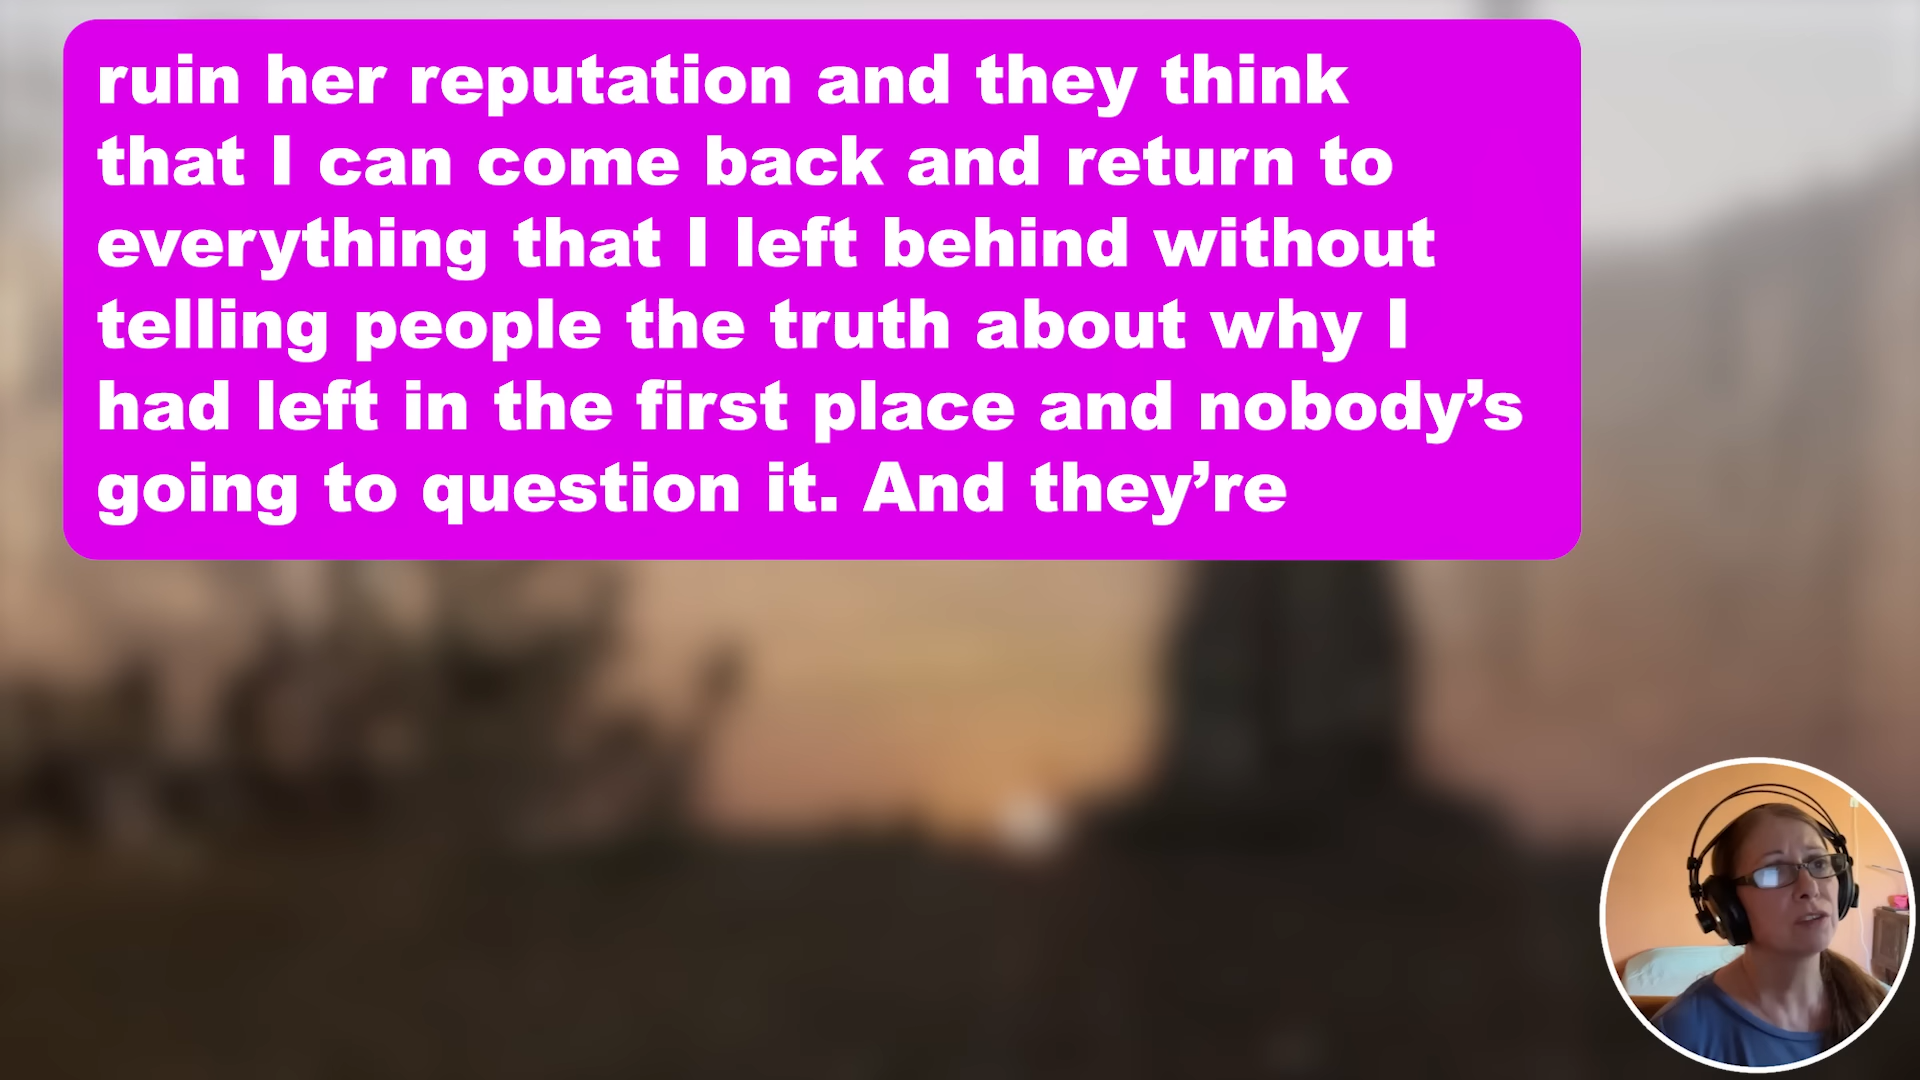 ruin her reputation and they think
that I can come back and return to
everything that I left behind without
telling people the truth about why I
had left in the first place and nobody’s
going to question it. And they’re